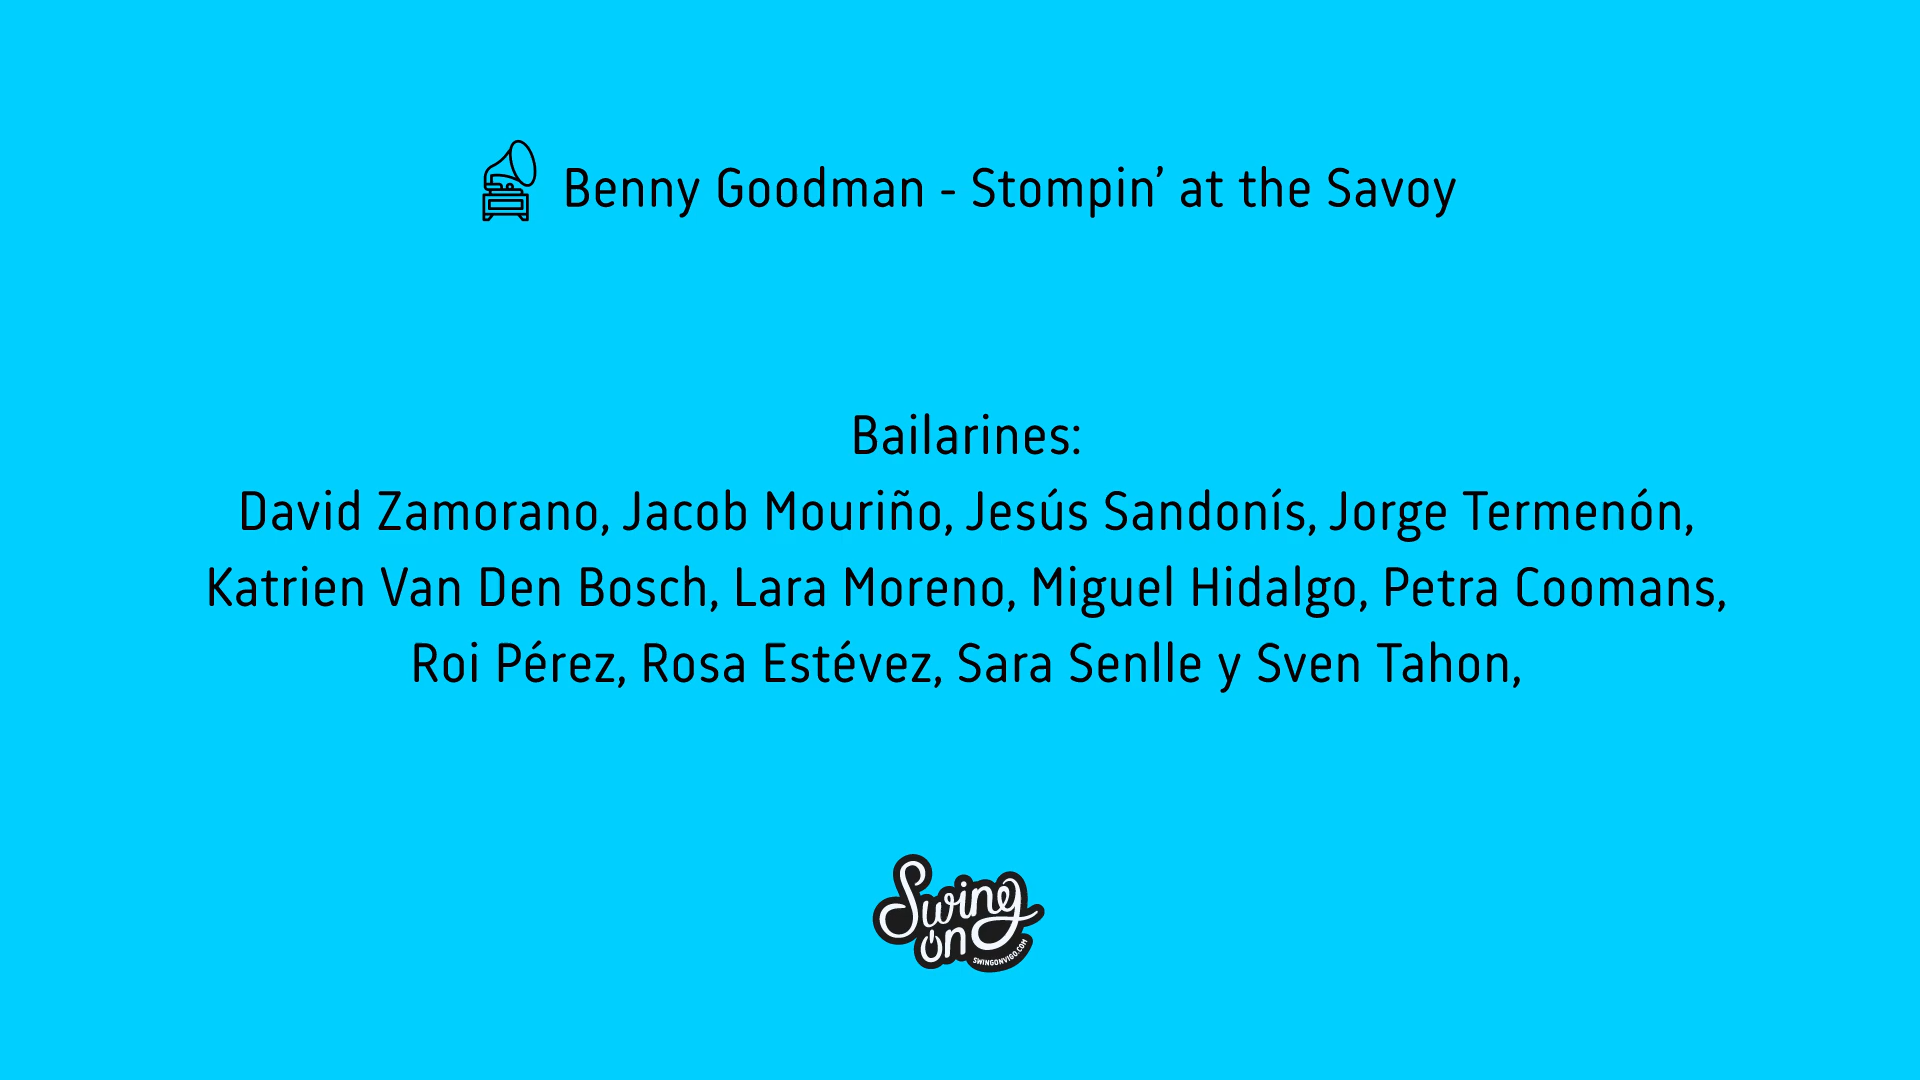 Benny Goodman - Stompin’ at the Savoy
Bailarines:
David Zamorano, Jacob Mouriño, Jesús Sandonís, Jorge Termenón,
Katrien Van Den Bosch, Lara Moreno, Miguel Hidalgo, Petra Coomans,
Roi Pérez, Rosa Estévez, Sara Senlle y Sven Tahon,
Swing
on
SWINGONVIGO.COM